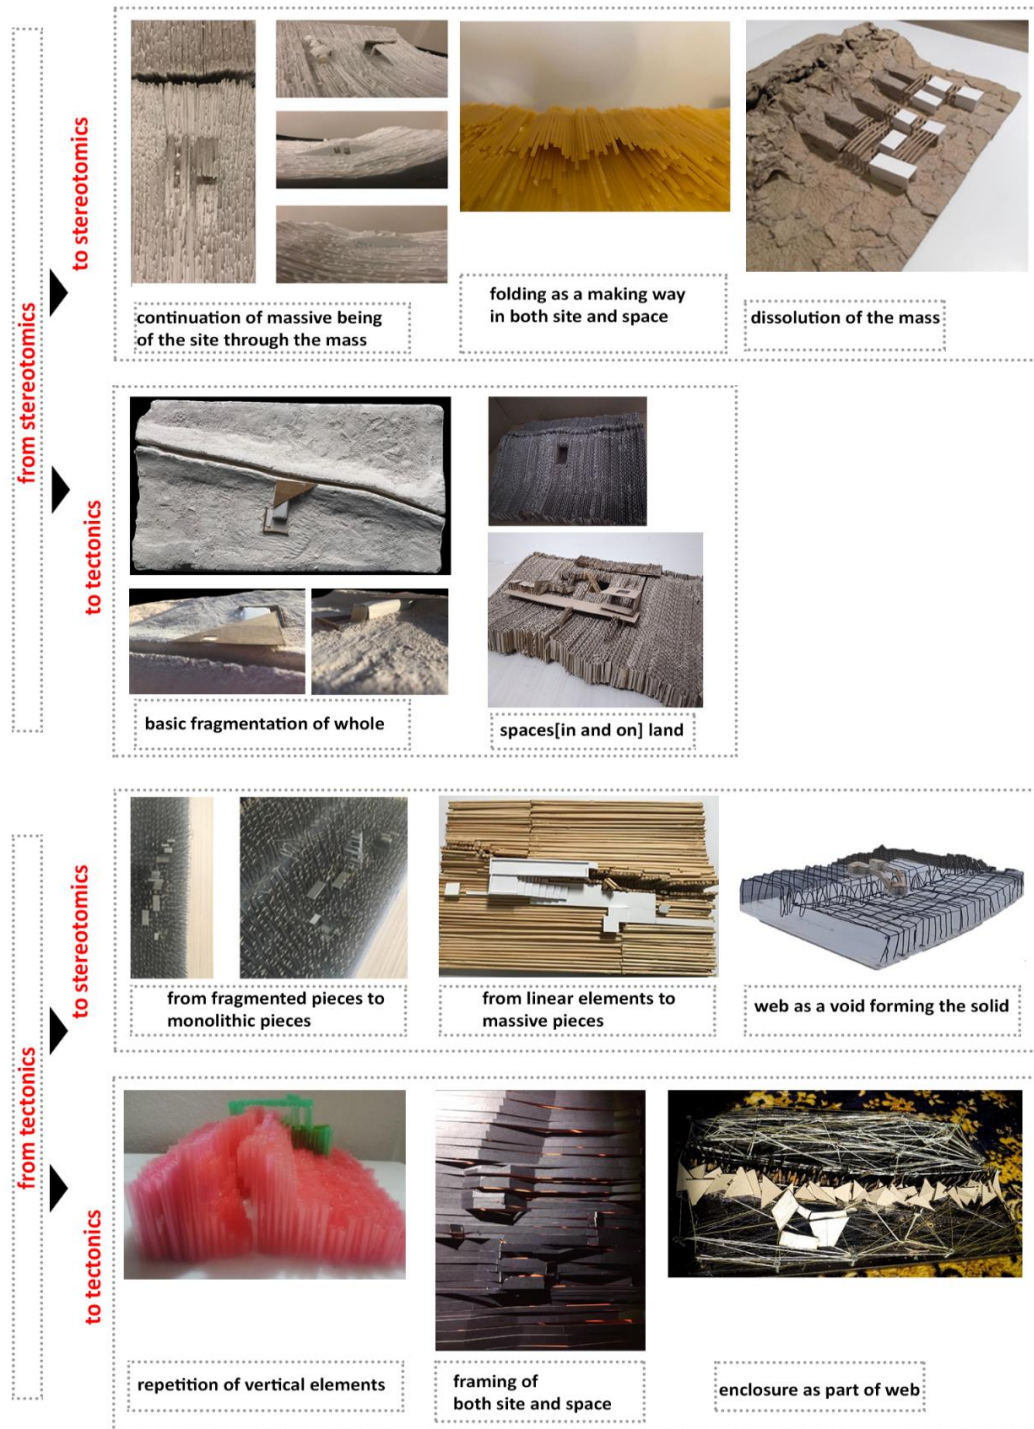 from stereotomics
to stereotomics
continuation of massive being
of the site through the mass
folding as a making way
in both site and space
dissolution of the mass
to tectonics
basic fragmentation of whole
spaces[in and on] land
from tectonics
to stereotomics
from fragmented pieces to
monolithic pieces
from linear elements to
massive pieces
web as a void forming the solid
to tectonics
repetition of vertical elements
framing of
both site and space
enclosure as part of web